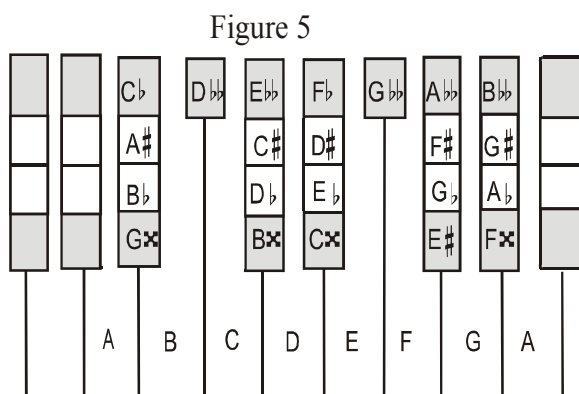 Figure 5
C♭ D𝄫 E𝄫 F♭ G𝄫 A𝄫 B𝄫
A♯ C♯ D♯ F♯ G♯
B♭ D♭ E♭ G♭ A♭
G𝄪 B𝄪 C𝄪 E♯ F𝄪
A B C D E F G A